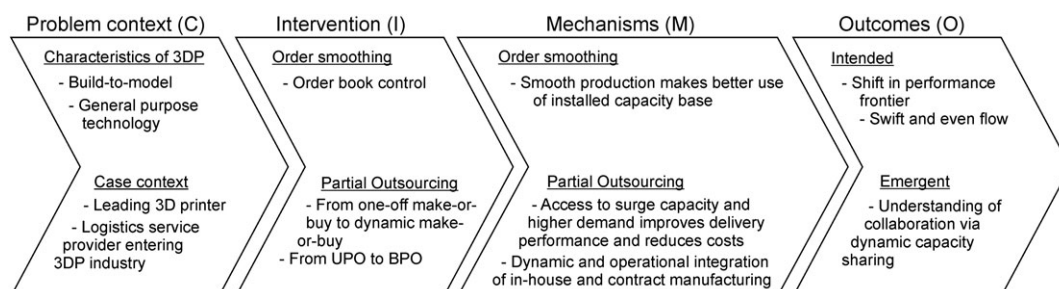 Problem context (C)
Characteristics of 3DP
- Build-to-model
- General purpose
technology
Case context
- Leading 3D printer
- Logistics service
provider entering
3DP industry
Intervention (I)
Order smoothing
- Order book control
Partial Outsourcing
- From one-off make-or-
buy to dynamic make-
or-buy
- From UPO to BPO
Mechanisms (M)
Order smoothing
- Smooth production makes better use
of installed capacity base
Partial Outsourcing
- Access to surge capacity and
higher demand improves delivery
performance and reduces costs
- Dynamic and operational integration
of in-house and contract manufacturing
Outcomes (O)
Intended
- Shift in performance
frontier
- Swift and even flow
Emergent
- Understanding of
collaboration via
dynamic capacity
sharing